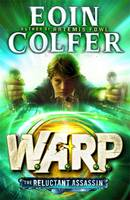 EOIN
COLFER
AUTHOR OF ARTEMIS FOWL
WARP
THE RELUCTANT ASSASSIN